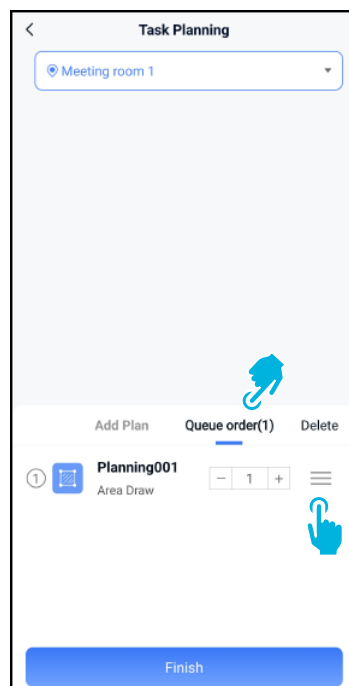 Task Planning
Meeting room 1
Add Plan Queue order(1) Delete
1 Planning001
Area Draw
− 1 +
Finish